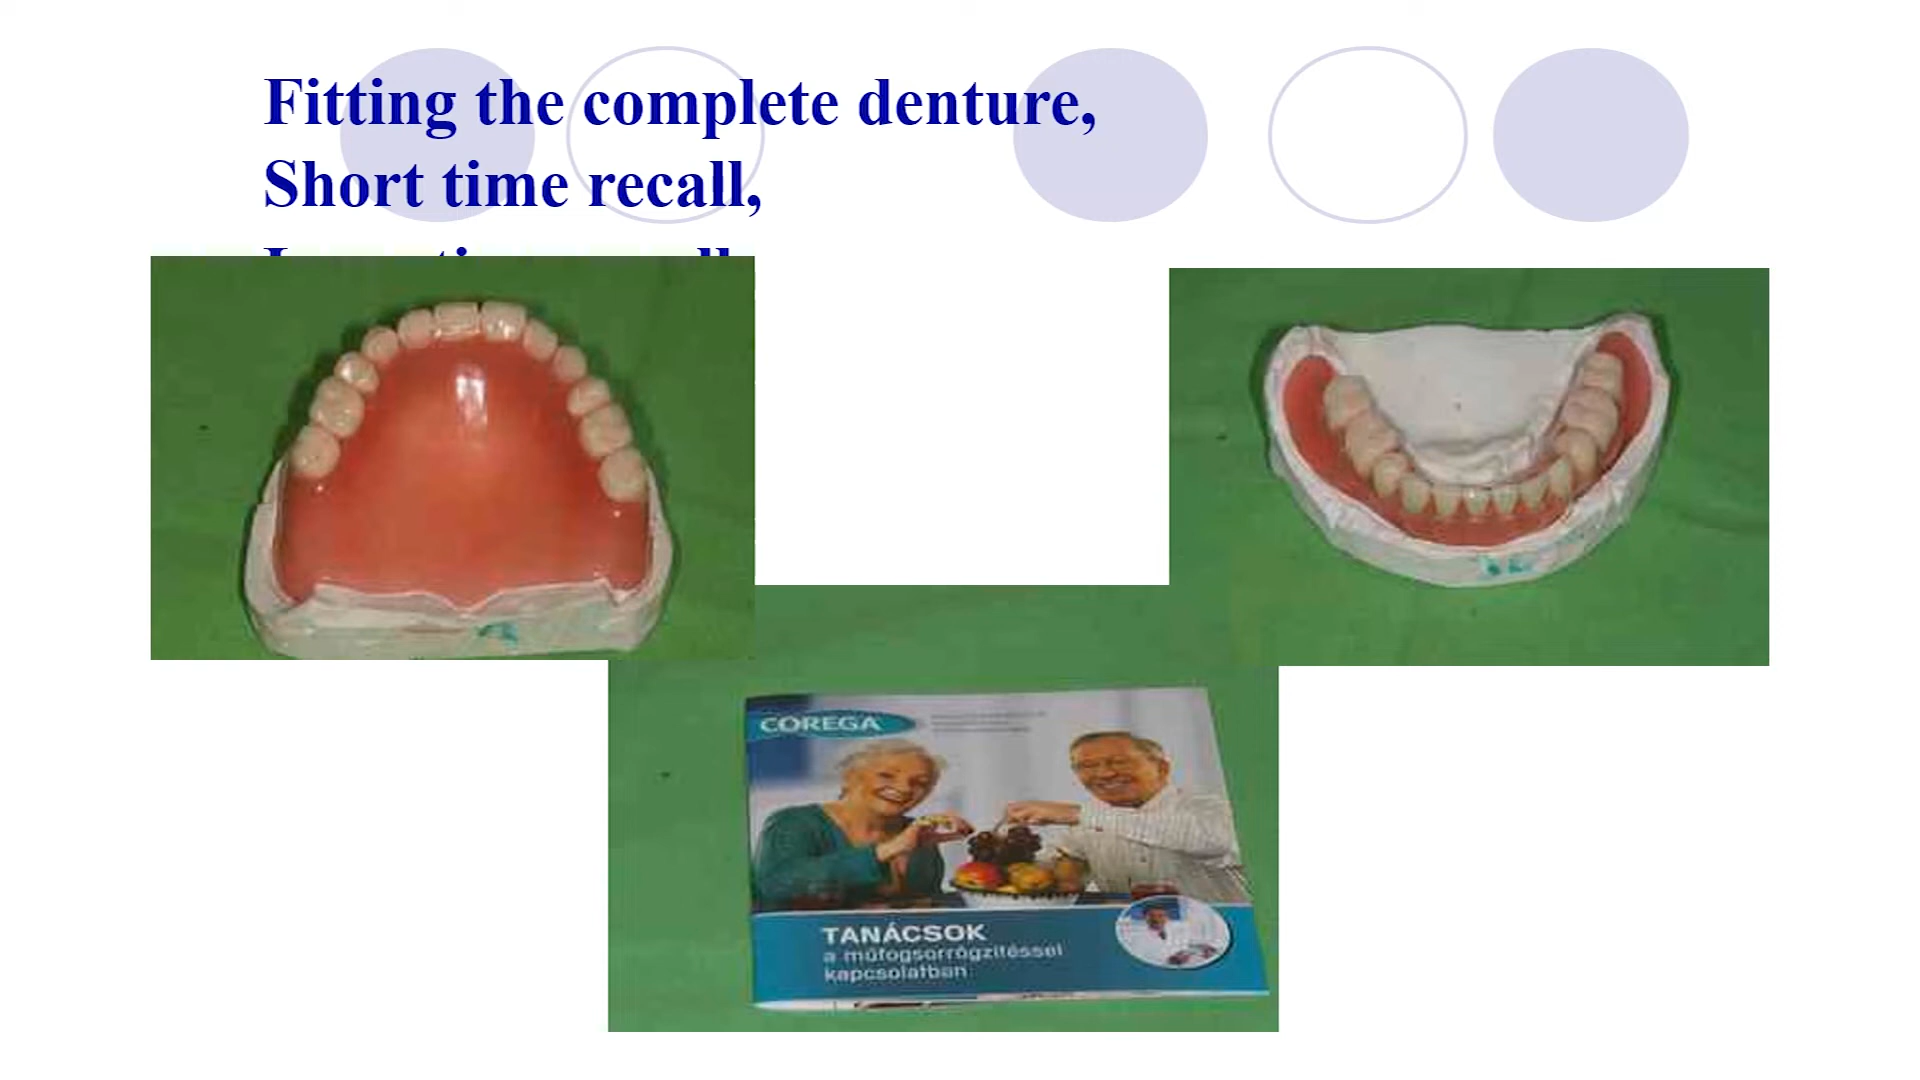 Fitting the complete denture,
Short time recall,
COREGA
TANÁCSOK
a műfogsorrögzítéssel
kapcsolatban